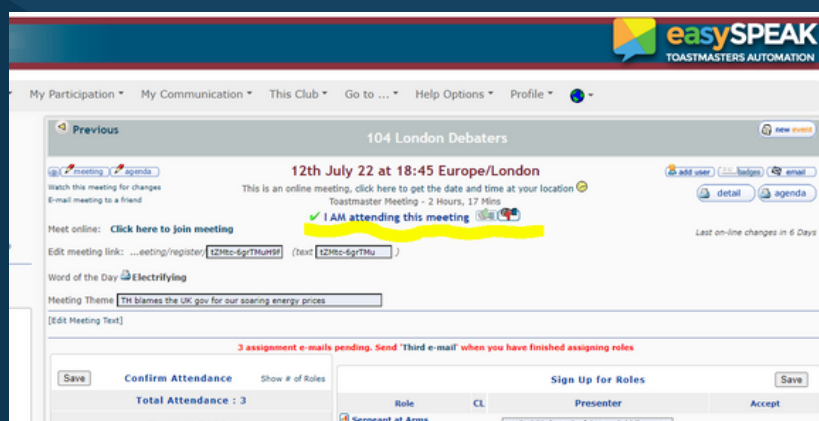 easySPEAK
TOASTMASTERS AUTOMATION
My Participation My Communication This Club Go to ... Help Options Profile
Previous
104 London Debaters
new event
meeting agenda
12th July 22 at 18:45 Europe/London
add user badges email
Watch this meeting for changes
This is an online meeting, click here to get the date and time at your location
E-mail meeting to a friend
Toastmaster Meeting - 2 Hours, 17 Mins
detail agenda
I AM attending this meeting
Meet online: Click here to join meeting
Last on-line changes in 6 Days
Edit meeting link: ...eeting/register/ (text tZMtc-6grTMu )
Word of the Day Electrifying
Meeting Theme TH blames the UK gov for our soaring energy prices
[Edit Meeting Text]
3 assignment e-mails pending. Send 'Third e-mail' when you have finished assigning roles
Save Confirm Attendance Show # of Roles
Sign Up for Roles Save
Total Attendance : 3
Role CL Presenter Accept
Sergeant at Arms